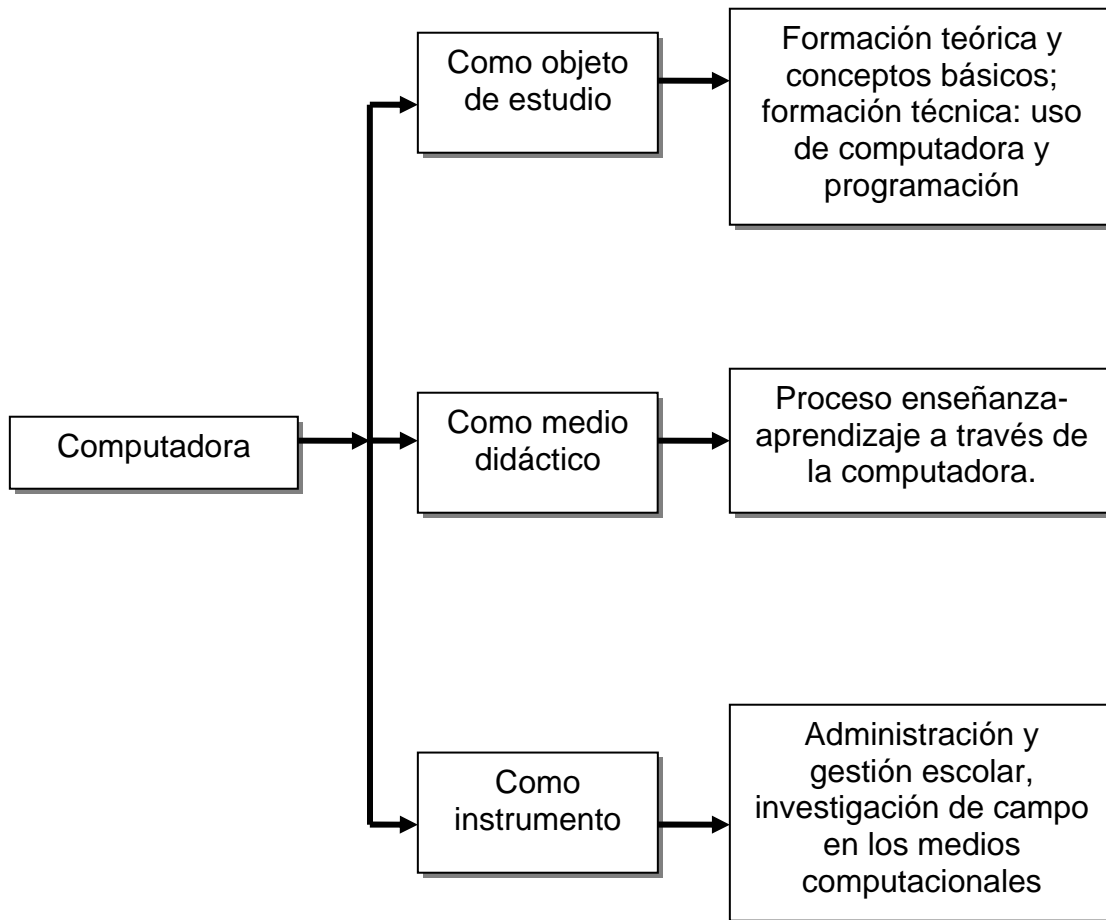 Computadora
Como objeto
de estudio
Formación teórica y
conceptos básicos;
formación técnica: uso
de computadora y
programación
Como medio
didáctico
Proceso enseñanza-
aprendizaje a través de
la computadora.
Como
instrumento
Administración y
gestión escolar,
investigación de campo
en los medios
computacionales